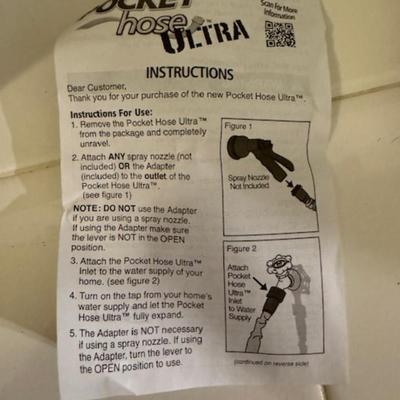 POCKET
hose ULTRA
Scan For More
Information
INSTRUCTIONS
Dear Customer,
Thank you for your purchase of the new Pocket Hose Ultra™.
Instructions For Use:
1. Remove the Pocket Hose Ultra™
from the package and completely
unravel.
2. Attach ANY spray nozzle (not
included) OR the Adapter
(included) to the outlet of the
Pocket Hose Ultra™.
(see figure 1)
NOTE: DO NOT use the Adapter
if you are using a spray nozzle.
If using the Adapter make sure
the lever is NOT in the OPEN
position.
3. Attach the Pocket Hose Ultra™
Inlet to the water supply of your
home. (see figure 2)
4. Turn on the tap from your home's
water supply and let the Pocket
Hose Ultra™ fully expand.
5. The Adapter is NOT necessary
if using a spray nozzle. If using
the Adapter, turn the lever to
the OPEN position to use.
Figure 1
Spray Nozzle
Not Included
Figure 2
Attach
Pocket
Hose
Ultra™
Inlet
to Water
Supply
(continued on reverse side)